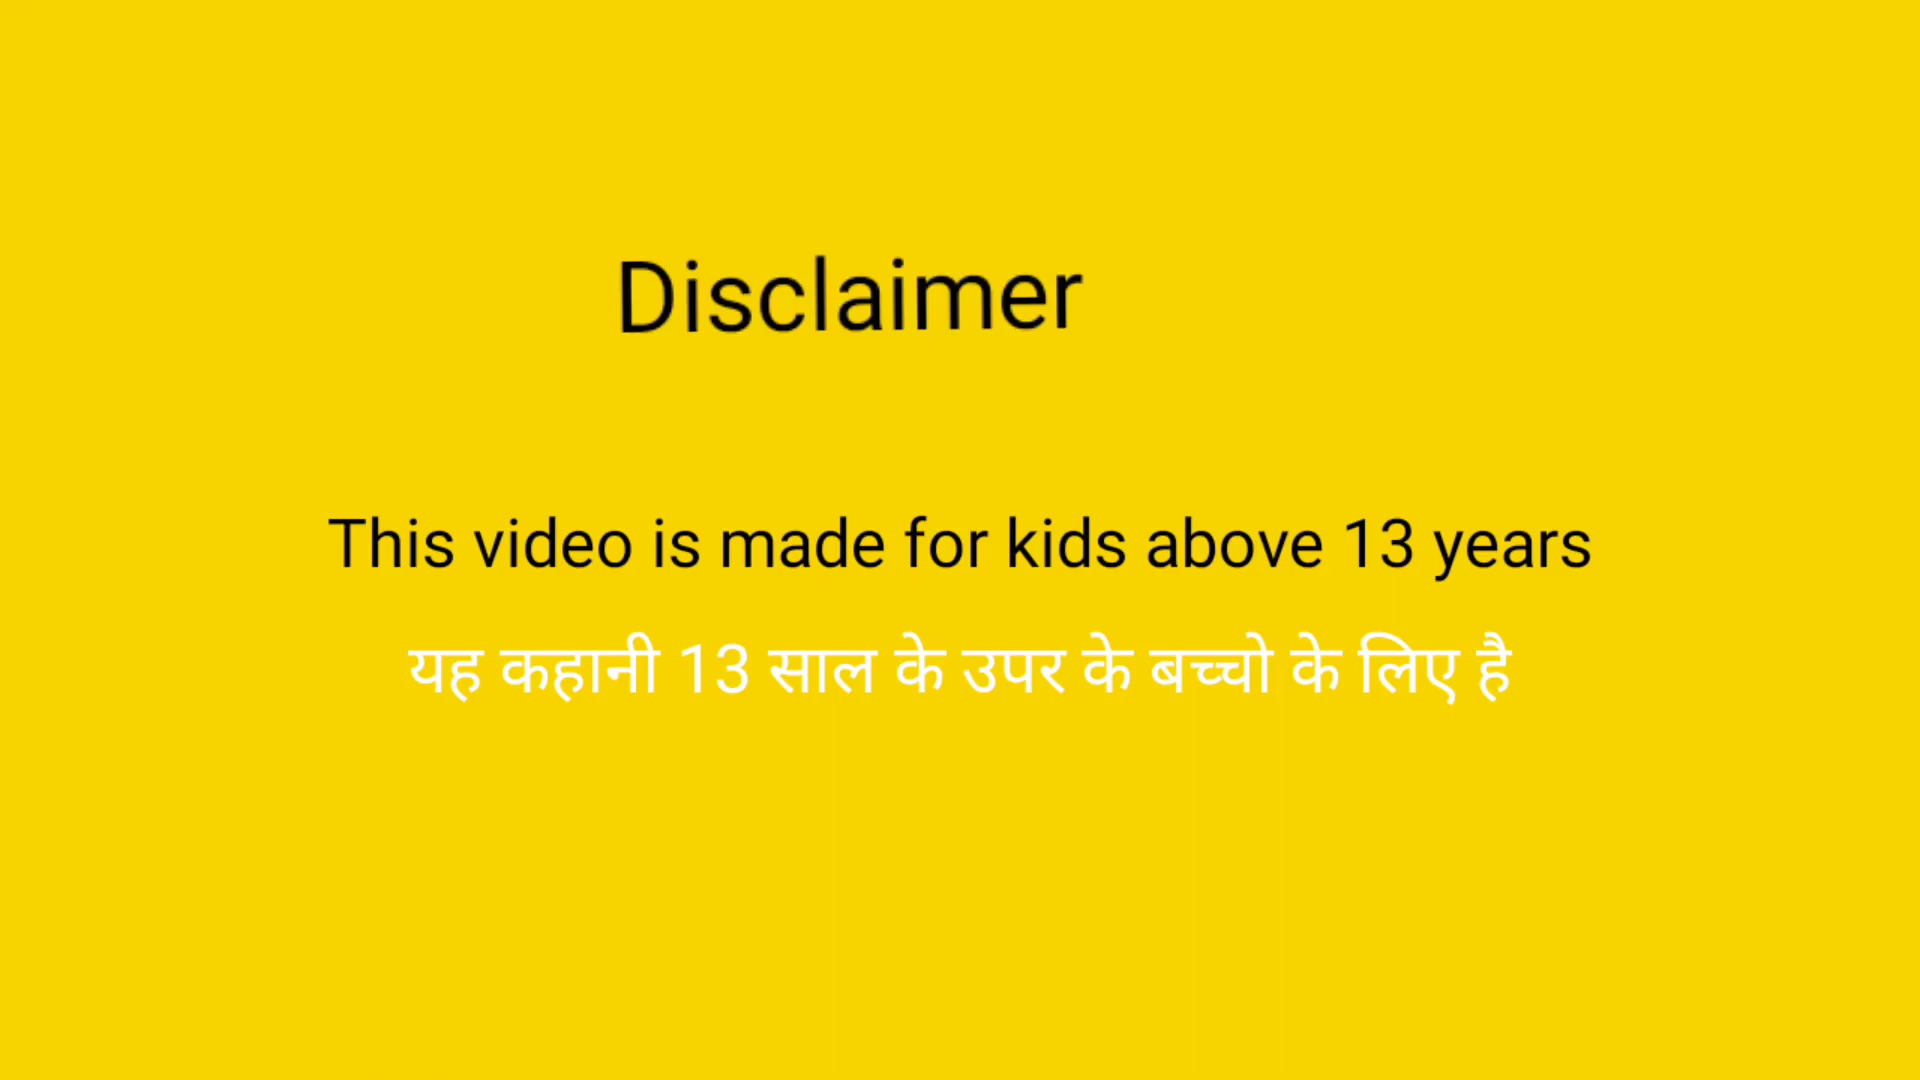 Disclaimer
This video is made for kids above 13 years
यह कहानी 13 साल के उपर के बच्चो के लिए है